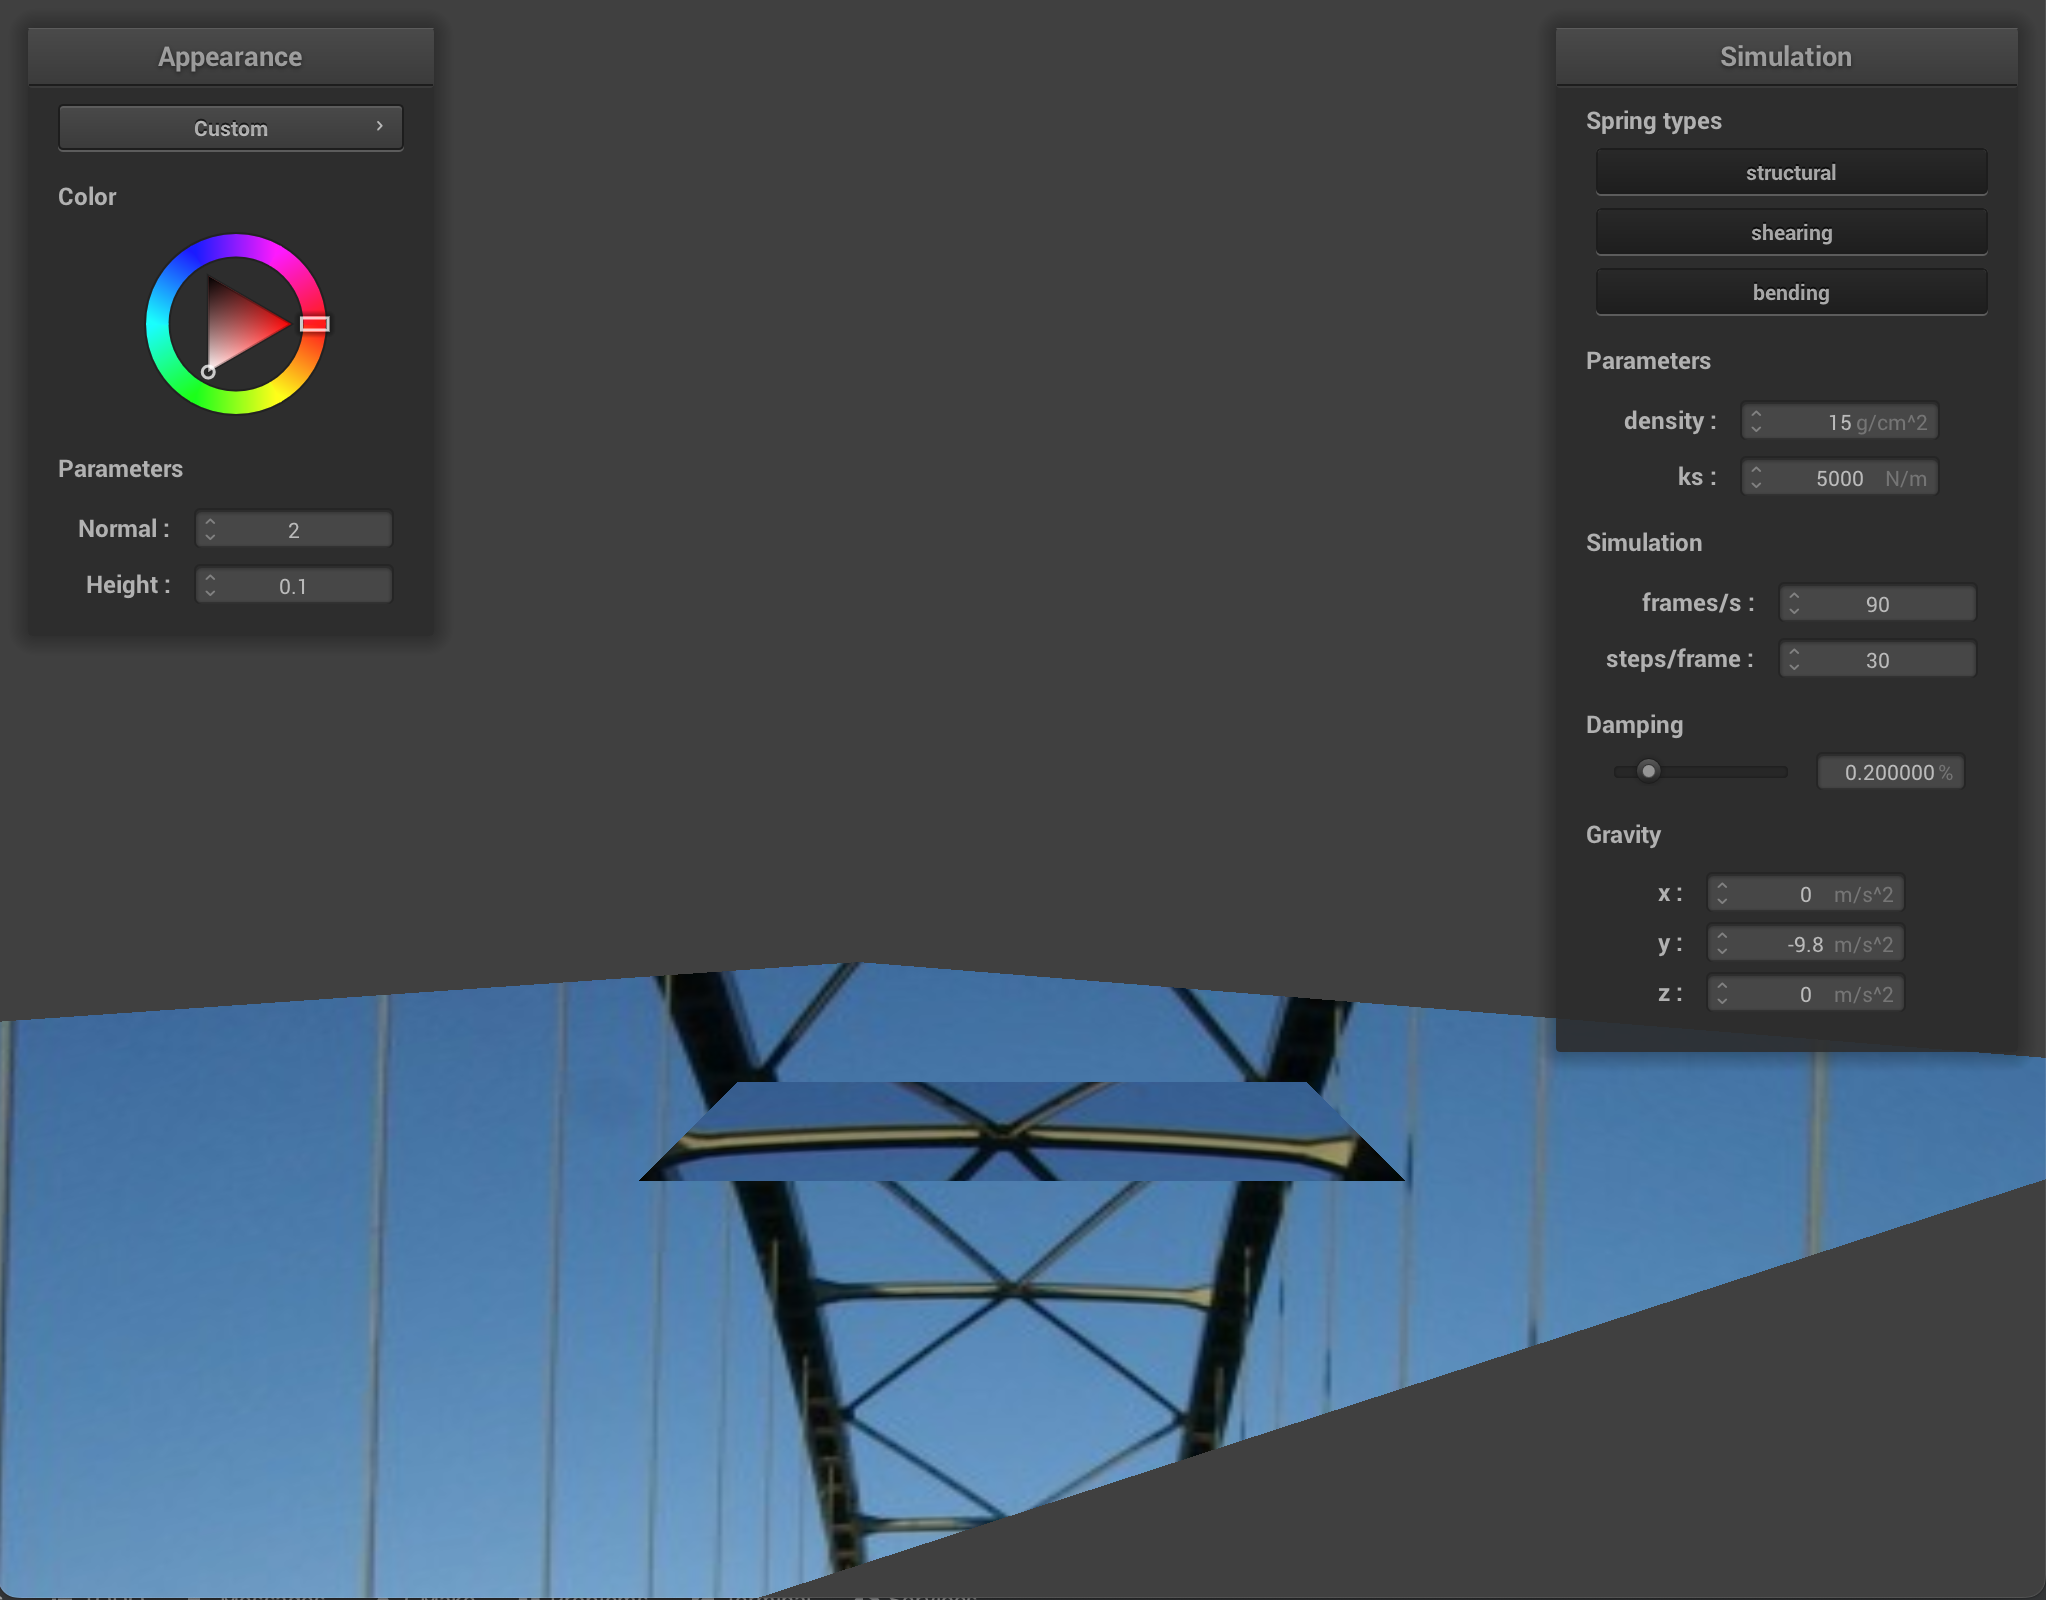 Appearance
Custom
Color
Parameters
Normal : 2
Height : 0.1
Simulation
Spring types
structural
shearing
bending
Parameters
density : 15 g/cm^2
ks : 5000 N/m
Simulation
frames/s : 90
steps/frame : 30
Damping
0.200000 %
Gravity
x : 0 m/s^2
y : -9.8 m/s^2
z : 0 m/s^2